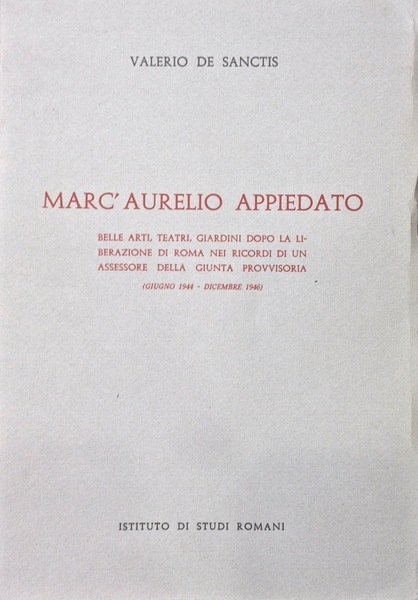 VALERIO DE SANCTIS
MARC' AURELIO APPIEDATO
BELLE ARTI, TEATRI, GIARDINI DOPO LA LI-
BERAZIONE DI ROMA NEI RICORDI DI UN
ASSESSORE DELLA GIUNTA PROVVISORIA
(GIUGNO 1944 - DICEMBRE 1946)
ISTITUTO DI STUDI ROMANI